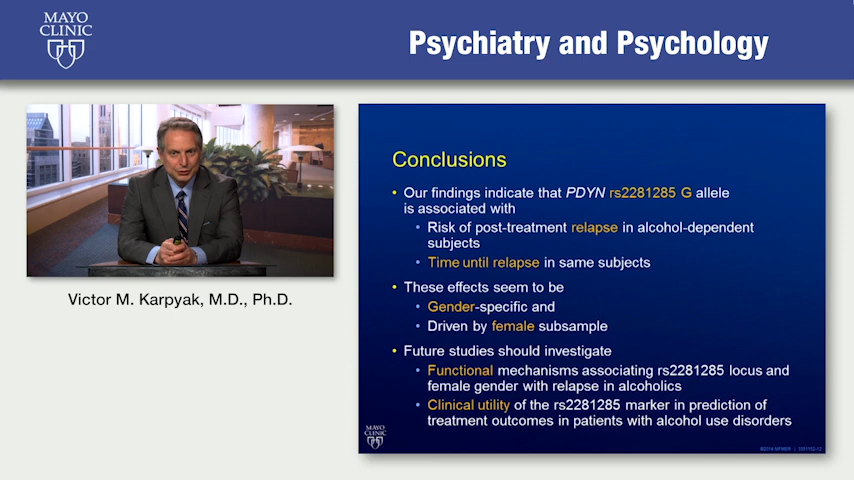 MAYO
CLINIC
Psychiatry and Psychology
Victor M. Karpyak, M.D., Ph.D.
Conclusions
• Our findings indicate that PDYN rs2281285 G allele
is associated with
• Risk of post-treatment relapse in alcohol-dependent
subjects
• Time until relapse in same subjects
• These effects seem to be
• Gender-specific and
• Driven by female subsample
• Future studies should investigate
• Functional mechanisms associating rs2281285 locus and
female gender with relapse in alcoholics
• Clinical utility of the rs2281285 marker in prediction of
treatment outcomes in patients with alcohol use disorders
MAYO
CLINIC